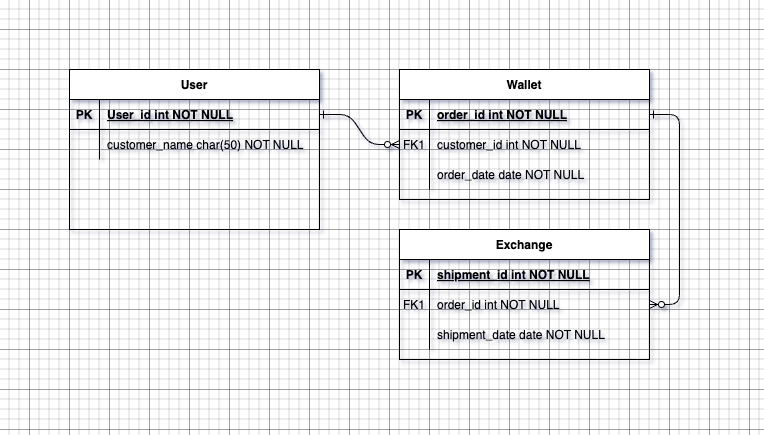 User
PK User_id int NOT NULL
customer_name char(50) NOT NULL
Wallet
PK order_id int NOT NULL
FK1 customer_id int NOT NULL
order_date date NOT NULL
Exchange
PK shipment_id int NOT NULL
FK1 order_id int NOT NULL
shipment_date date NOT NULL